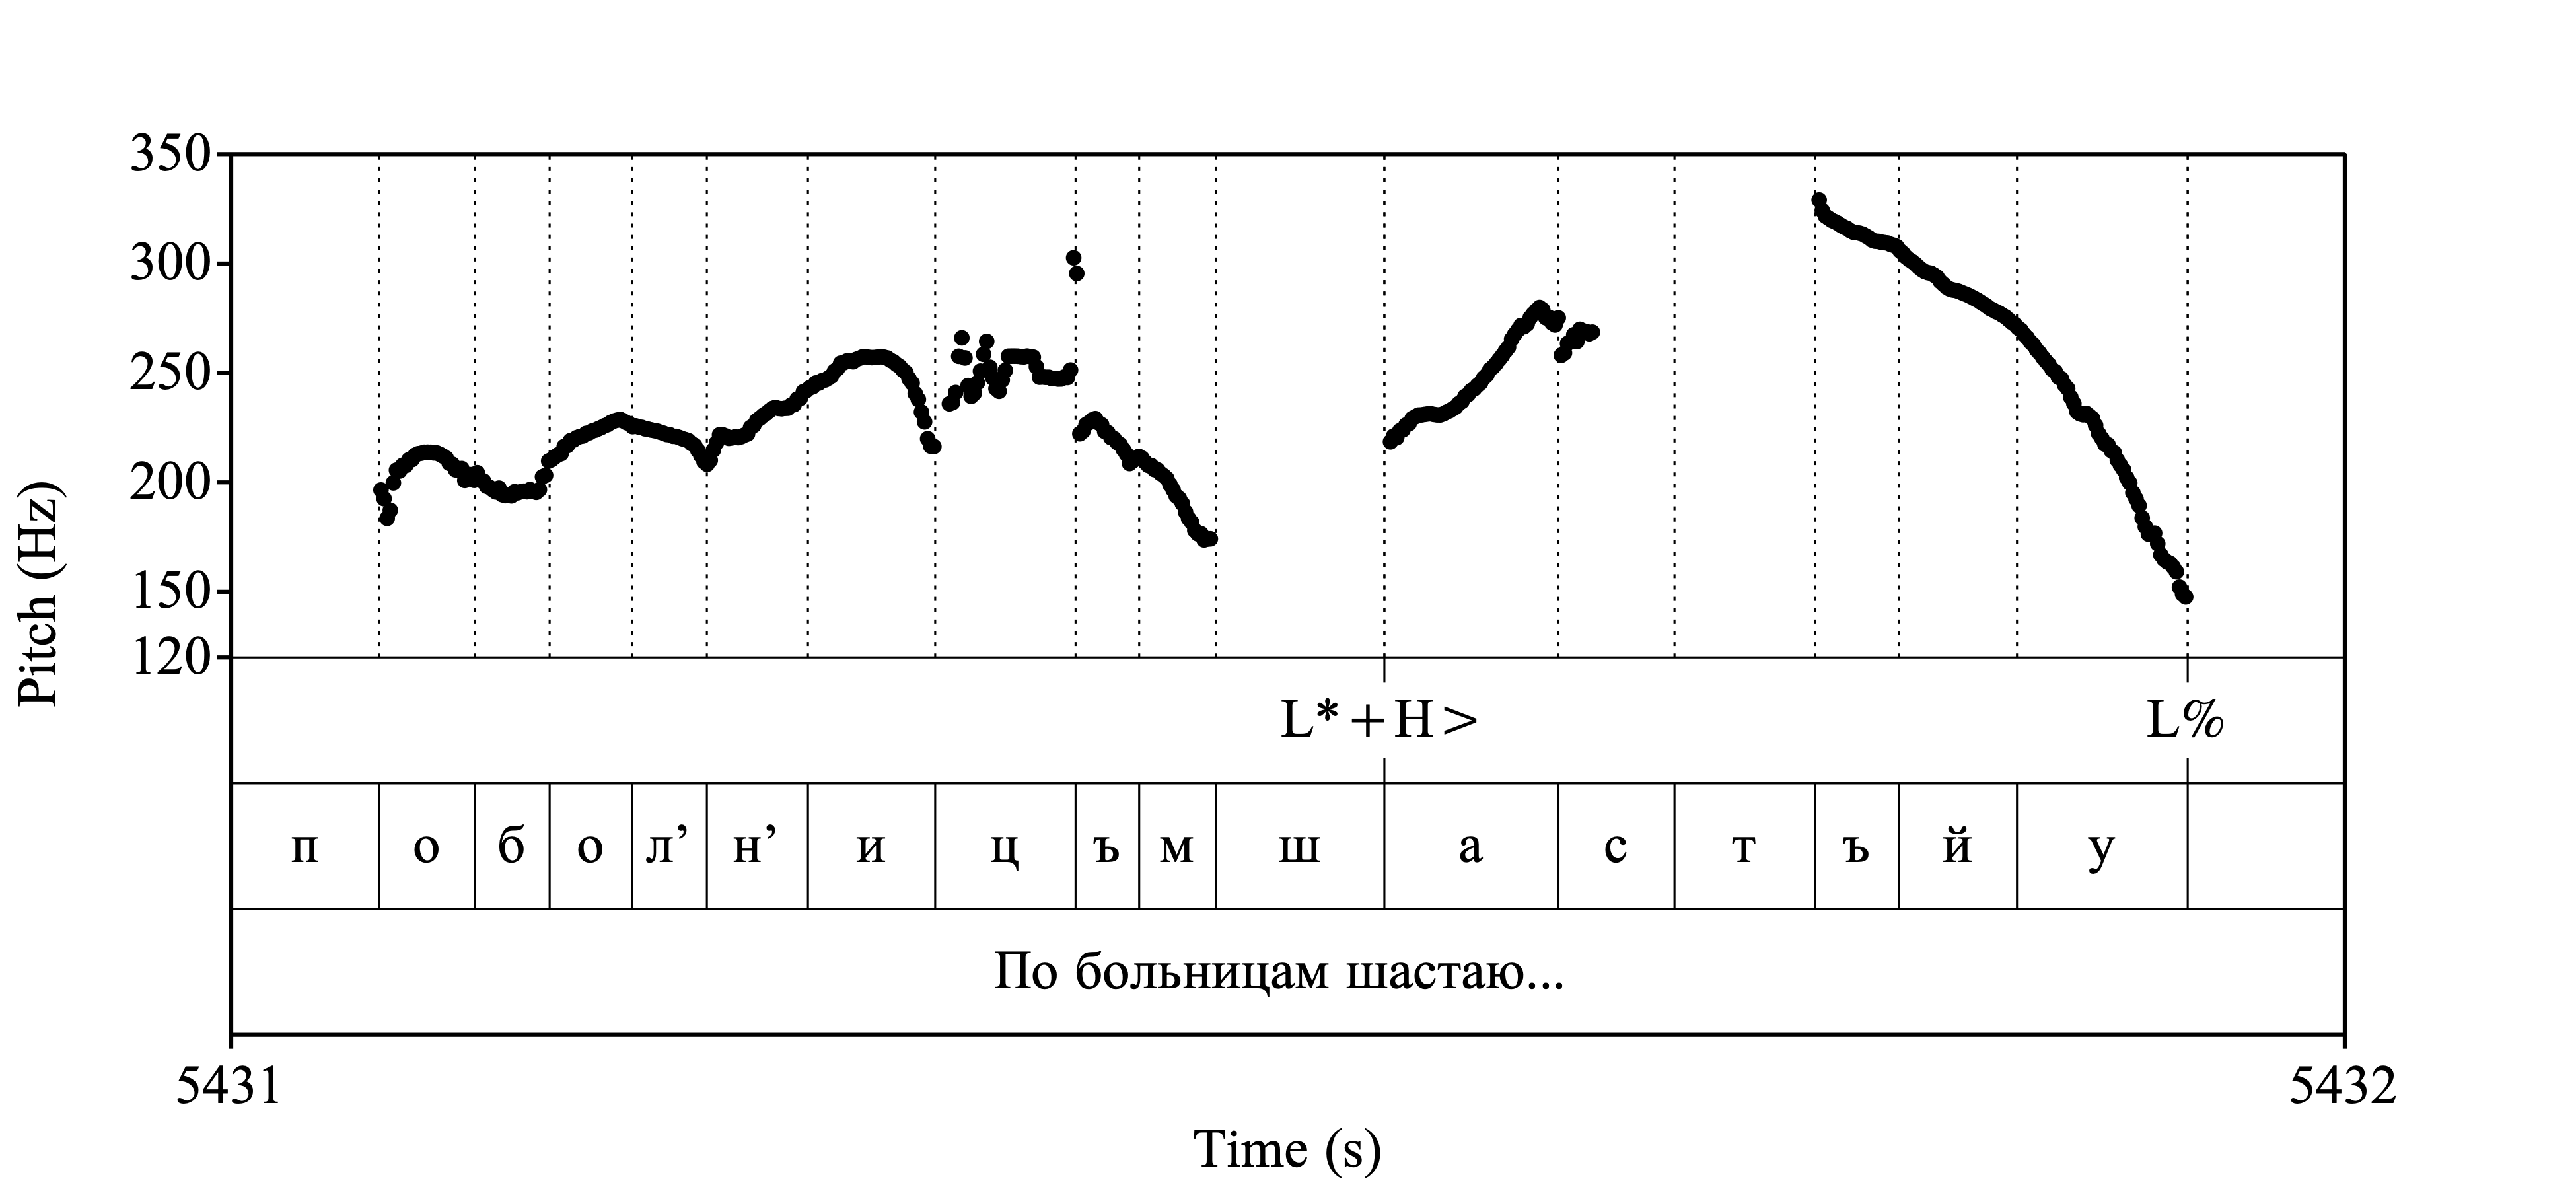 350
300
250
200
150
120
Pitch (Hz)
L*+H> L%
п о б о л’ н’ и ц ъ м ш а с т ъ й у
По больницам шастаю...
5431 5432
Time (s)